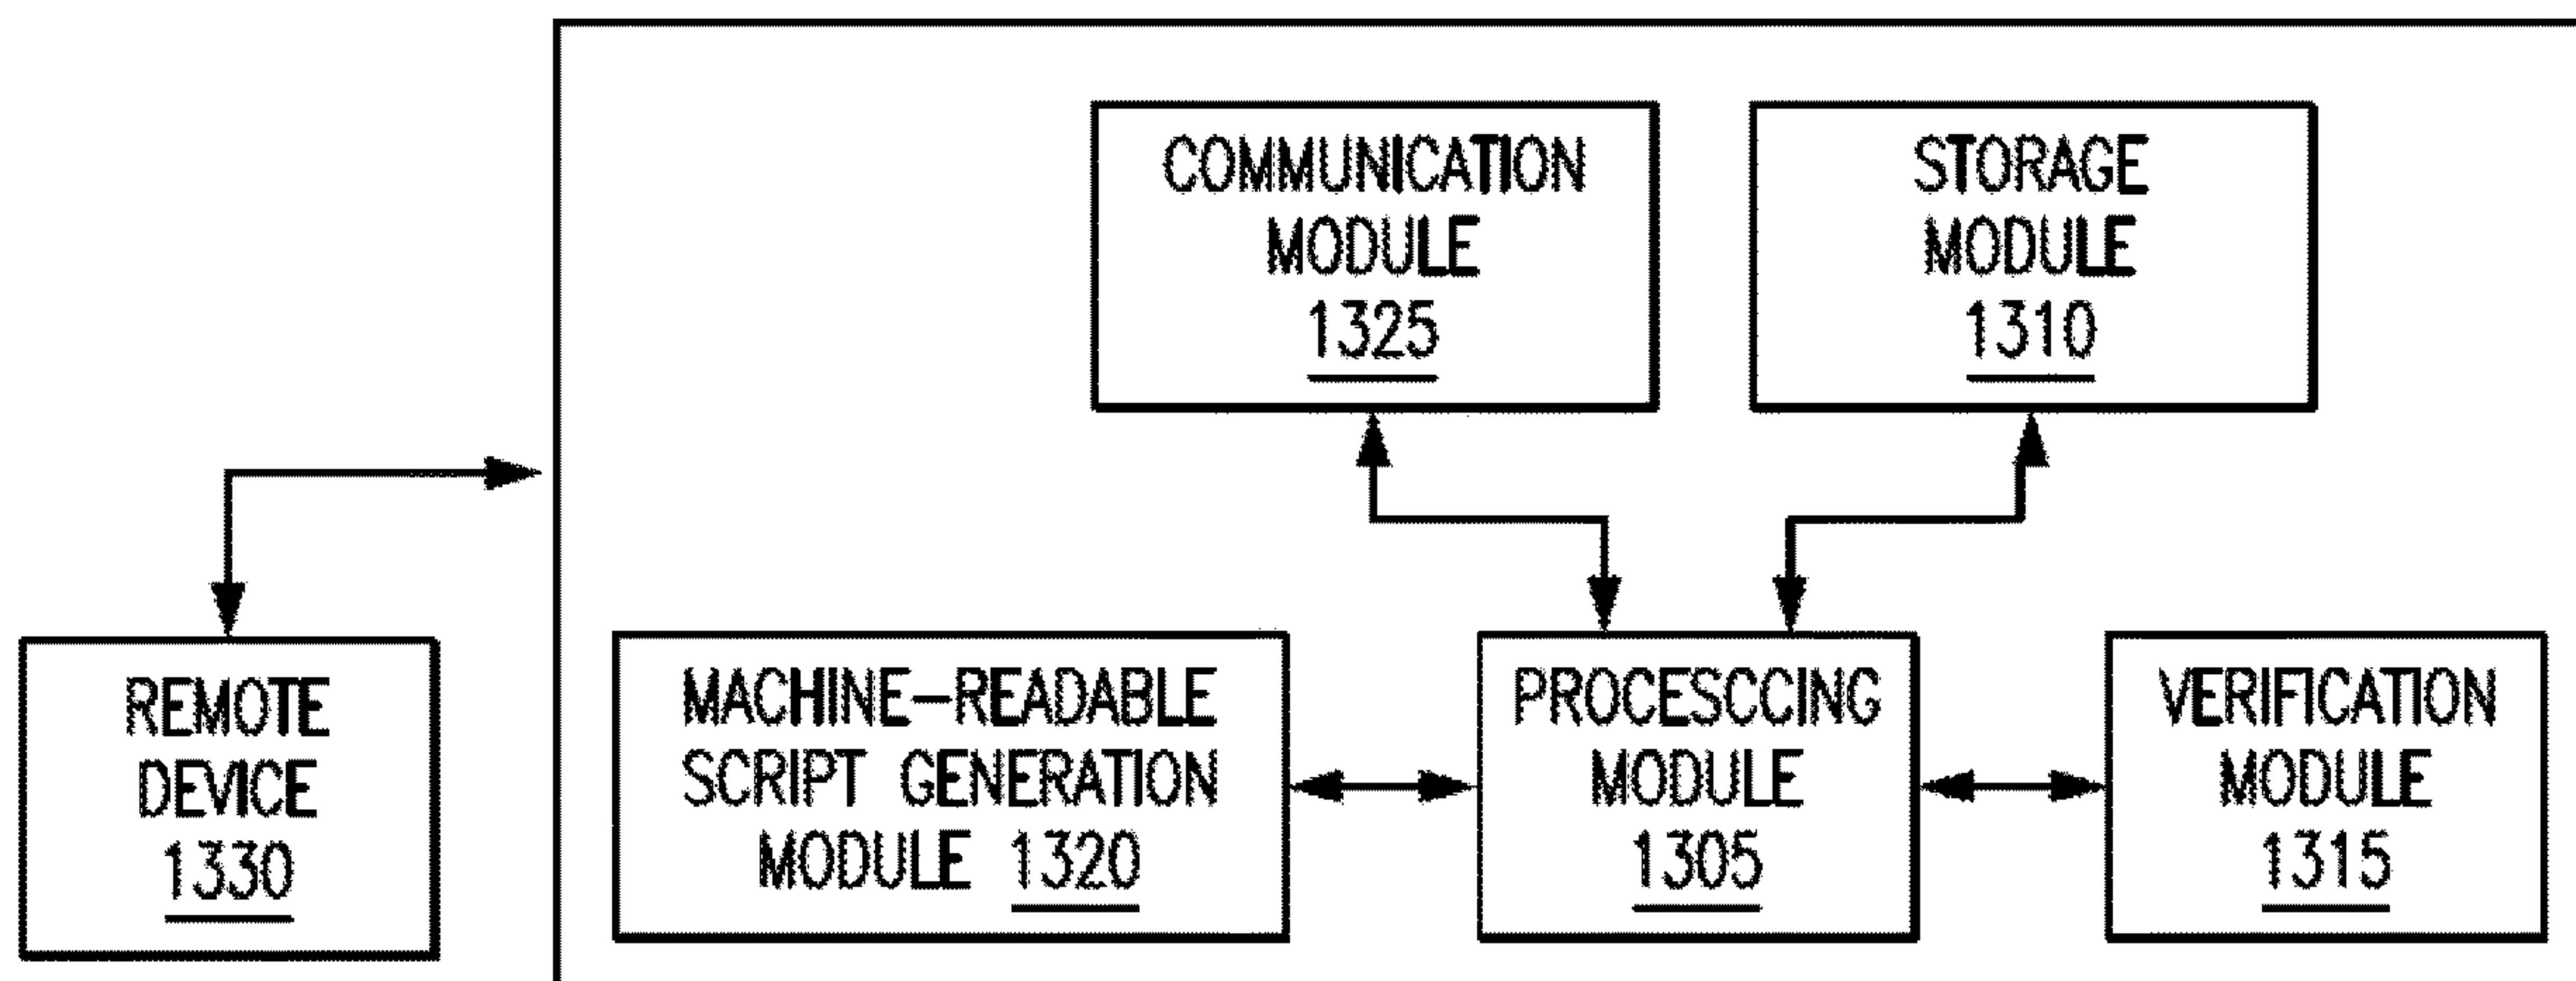 COMMUNICATION
MODULE
1325
STORAGE
MODULE
1310
REMOTE
DEVICE
1330
MACHINE-READABLE
SCRIPT GENERATION
MODULE 1320
PROCESCCING
MODULE
1305
VERIFICATION
MODULE
1315